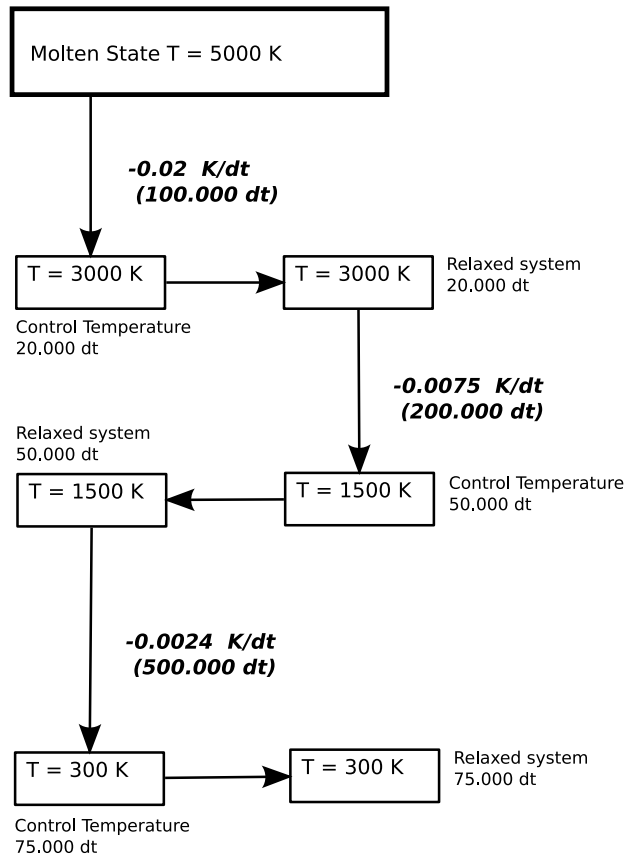 Molten State T = 5000 K
-0.02 K/dt
(100.000 dt)
T = 3000 K
Control Temperature
20.000 dt
T = 3000 K
Relaxed system
20.000 dt
-0.0075 K/dt
(200.000 dt)
T = 1500 K
Control Temperature
50.000 dt
Relaxed system
50.000 dt
T = 1500 K
-0.0024 K/dt
(500.000 dt)
T = 300 K
Control Temperature
75.000 dt
T = 300 K
Relaxed system
75.000 dt